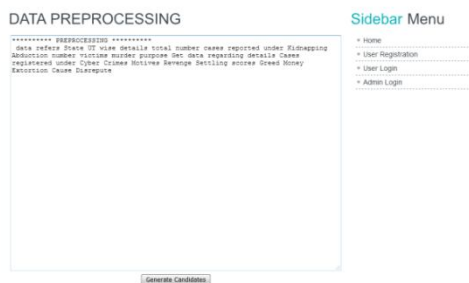 DATA PREPROCESSING
********** PREPROCESSING **********
data refers State UT wise details total number cases reported under Kidnapping
Abduction number victims murder purpose Get data regarding details Cases
registered under Cyber Crimes Motives Revenge Settling scores Greed Money
Extortion Cause Disrepute
Generate Candidates
Sidebar Menu
Home
User Registration
User Login
Admin Login